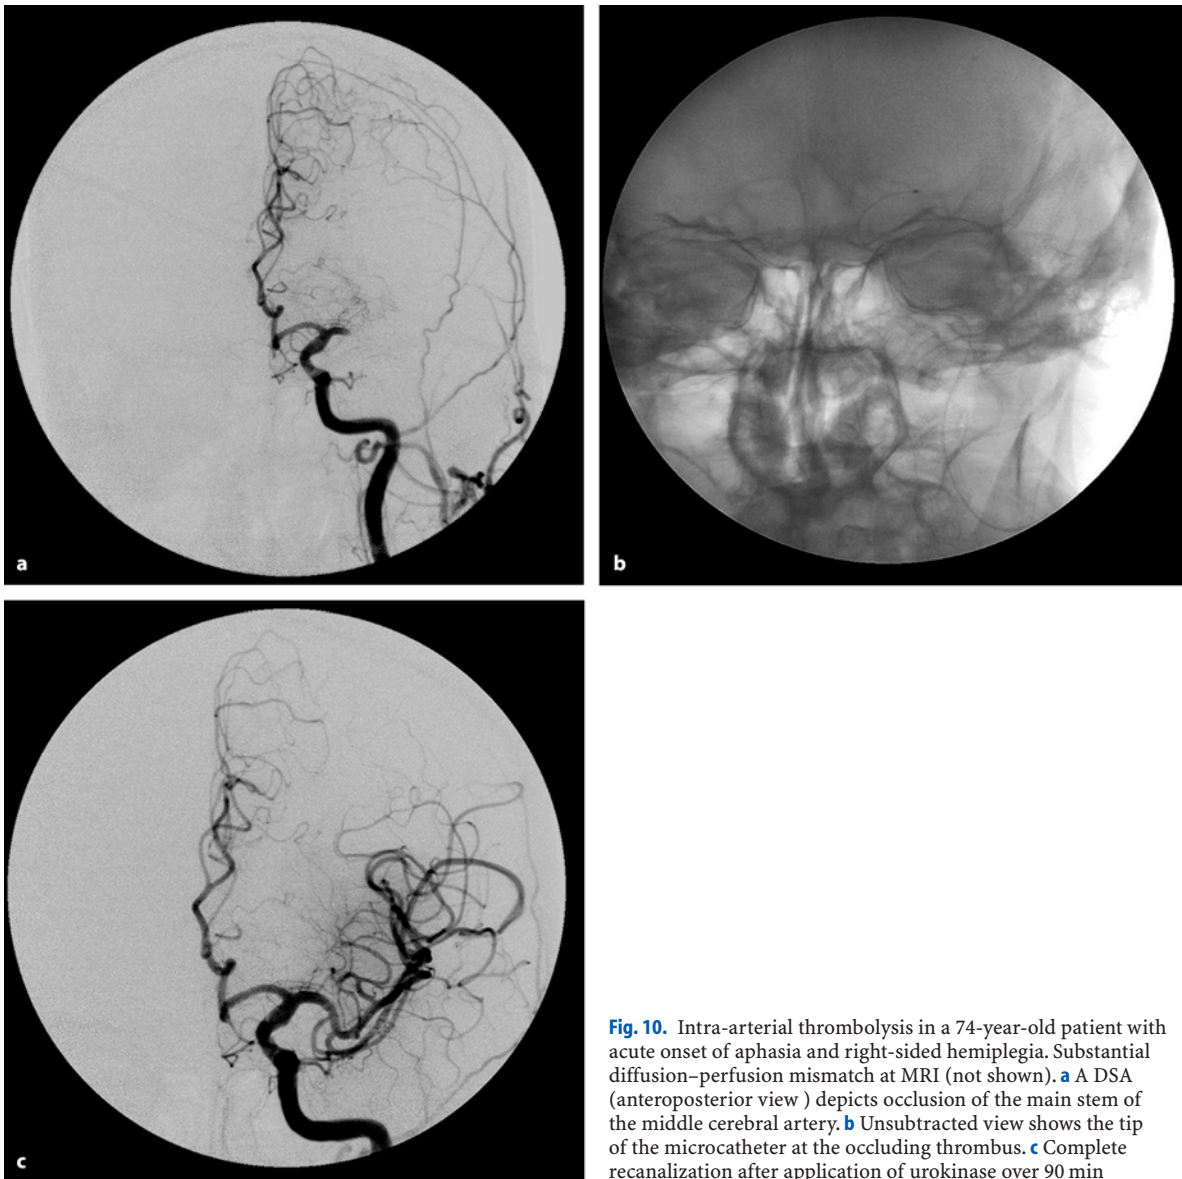 a
b
c
Fig. 10. Intra-arterial thrombolysis in a 74-year-old patient with
acute onset of aphasia and right-sided hemiplegia. Substantial
diffusion–perfusion mismatch at MRI (not shown). a A DSA
(anteroposterior view ) depicts occlusion of the main stem of
the middle cerebral artery. b Unsubtracted view shows the tip
of the microcatheter at the occluding thrombus. c Complete
recanalization after application of urokinase over 90 min